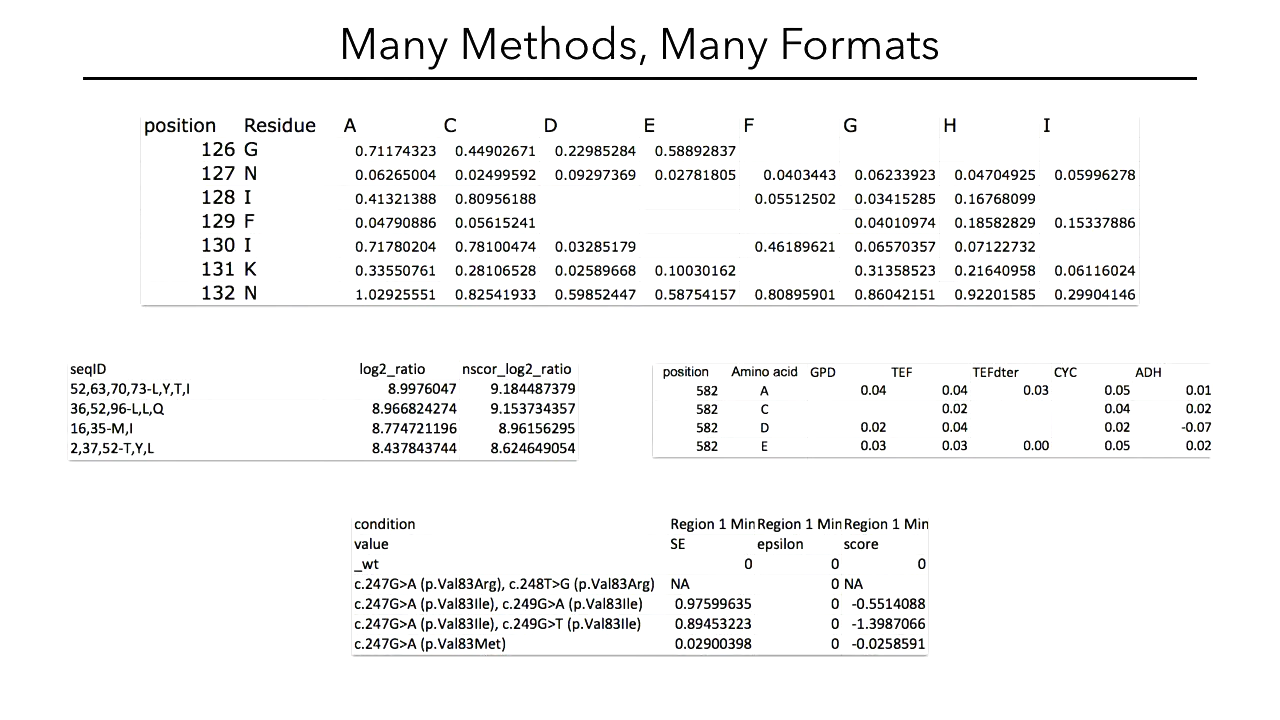 Many Methods, Many Formats
position Residue A C D E F G H I
126 G 0.71174323 0.44902671 0.22985284 0.58892837
127 N 0.06265004 0.02499592 0.09297369 0.02781805 0.0403443 0.06233923 0.04704925 0.05996278
128 I 0.41321388 0.80956188 0.05512502 0.03415285 0.16768099
129 F 0.04790886 0.05615241 0.04010974 0.18582829 0.15337886
130 I 0.71780204 0.78100474 0.03285179 0.46189621 0.06570357 0.07122732
131 K 0.33550761 0.28106528 0.02589668 0.10030162 0.31358523 0.21640958 0.06116024
132 N 1.02925551 0.82541933 0.59852447 0.58754157 0.80895901 0.86042151 0.92201585 0.29904146
seqID log2_ratio nscor_log2_ratio
52,63,70,73-L,Y,T,I 8.9976047 9.184487379
36,52,96-L,L,Q 8.966824274 9.153734357
16,35-M,I 8.774721196 8.96156295
2,37,52-T,Y,L 8.437843744 8.624649054
position Amino acid GPD TEF TEFdter CYC ADH
582 A 0.04 0.04 0.03 0.05 0.01
582 C 0.02 0.04 0.02
582 D 0.02 0.04 0.02 -0.07
582 E 0.03 0.03 0.00 0.05 0.02
condition Region 1 Min Region 1 Min Region 1 Min
value SE epsilon score
_wt 0 0 0
c.247G>A (p.Val83Arg), c.248T>G (p.Val83Arg) NA 0 NA
c.247G>A (p.Val83Ile), c.249G>A (p.Val83Ile) 0.97599635 0 -0.5514088
c.247G>A (p.Val83Ile), c.249G>T (p.Val83Ile) 0.89453223 0 -1.3987066
c.247G>A (p.Val83Met) 0.02900398 0 -0.0258591